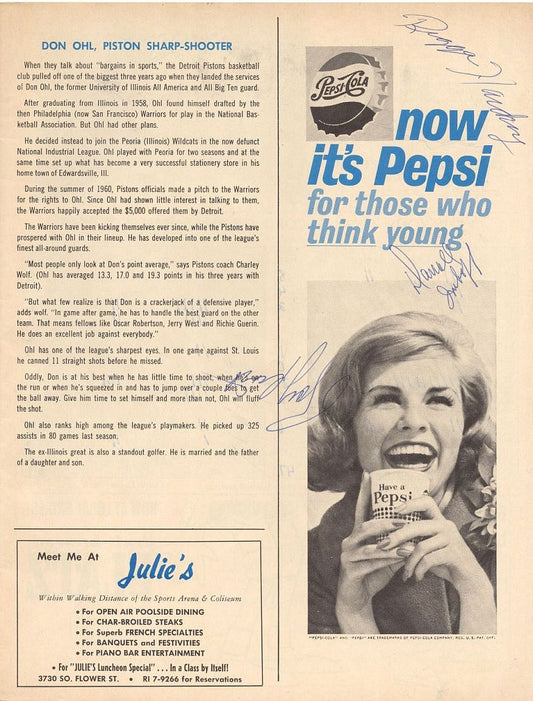 DON OHL, PISTON SHARP-SHOOTER
When they talk about "bargains in sports," the Detroit Pistons basketball
club pulled off one of the biggest three years ago when they landed the services
of Don Ohl, the former University of Illinois All America and All Big Ten guard.
After graduating from Illinois in 1958, Ohl found himself drafted by the
then Philadelphia (now San Francisco) Warriors for play in the National Bas-
ketball Association. But Ohl had other plans.
He decided instead to join the Peoria (Illinois) Wildcats in the now defunct
National Industrial League. Ohl played with Peoria for two seasons and at the
same time set up what has become a very successful stationery store in his
home town of Edwardsville, Ill.
During the summer of 1960, Pistons officials made a pitch to the Warriors
for the rights to Ohl. Since Ohl had shown little interest in talking to them,
the Warriors happily accepted the $5,000 offered them by Detroit.
The Warriors have been kicking themselves ever since, while the Pistons have
prospered with Ohl in their lineup. He has developed into one of the league's
finest all-around guards.
"Most people only look at Don's point average," says Pistons coach Charley
Wolf. (Ohl has averaged 13.3, 17.0 and 19.3 points in his three years with
Detroit).
"But what few realize is that Don is a crackerjack of a defensive player,"
adds wolf. "In game after game, he has to handle the best guard on the other
team. That means fellows like Oscar Robertson, Jerry West and Richie Guerin.
He does an excellent job against everybody."
Ohl has one of the league's sharpest eyes. In one game against St. Louis
he canned 11 straight shots before he missed.
Oddly, Don is at his best when he has little time to shoot, when on
the run or when he's squeezed in and has to jump over a couple foes to get
the ball away. Give him time to set himself and more than not, Ohl will fluff
the shot.
Ohl also ranks high among the league's playmakers. He picked up 325
assists in 80 games last season.
The ex-Illinois great is also a standout golfer. He is married and the father
of a daughter and son.
Meet Me At Julie's
Within Walking Distance of the Sports Arena & Coliseum
• For OPEN AIR POOLSIDE DINING
• For CHAR-BROILED STEAKS
• For Superb FRENCH SPECIALTIES
• For BANQUETS and FESTIVITIES
• For PIANO BAR ENTERTAINMENT
• For "JULIE'S Luncheon Special" . . . In a Class by Itself!
3730 SO. FLOWER ST. • RI 7-9266 for Reservations
PEPSI-COLA
now
it's Pepsi
for those who
think young
Darrall
Imhoff
Have a
Pepsi
"PEPSI-COLA" AND "PEPSI" ARE TRADEMARKS OF PEPSI-COLA COMPANY, REG. U. S. PAT. OFF.